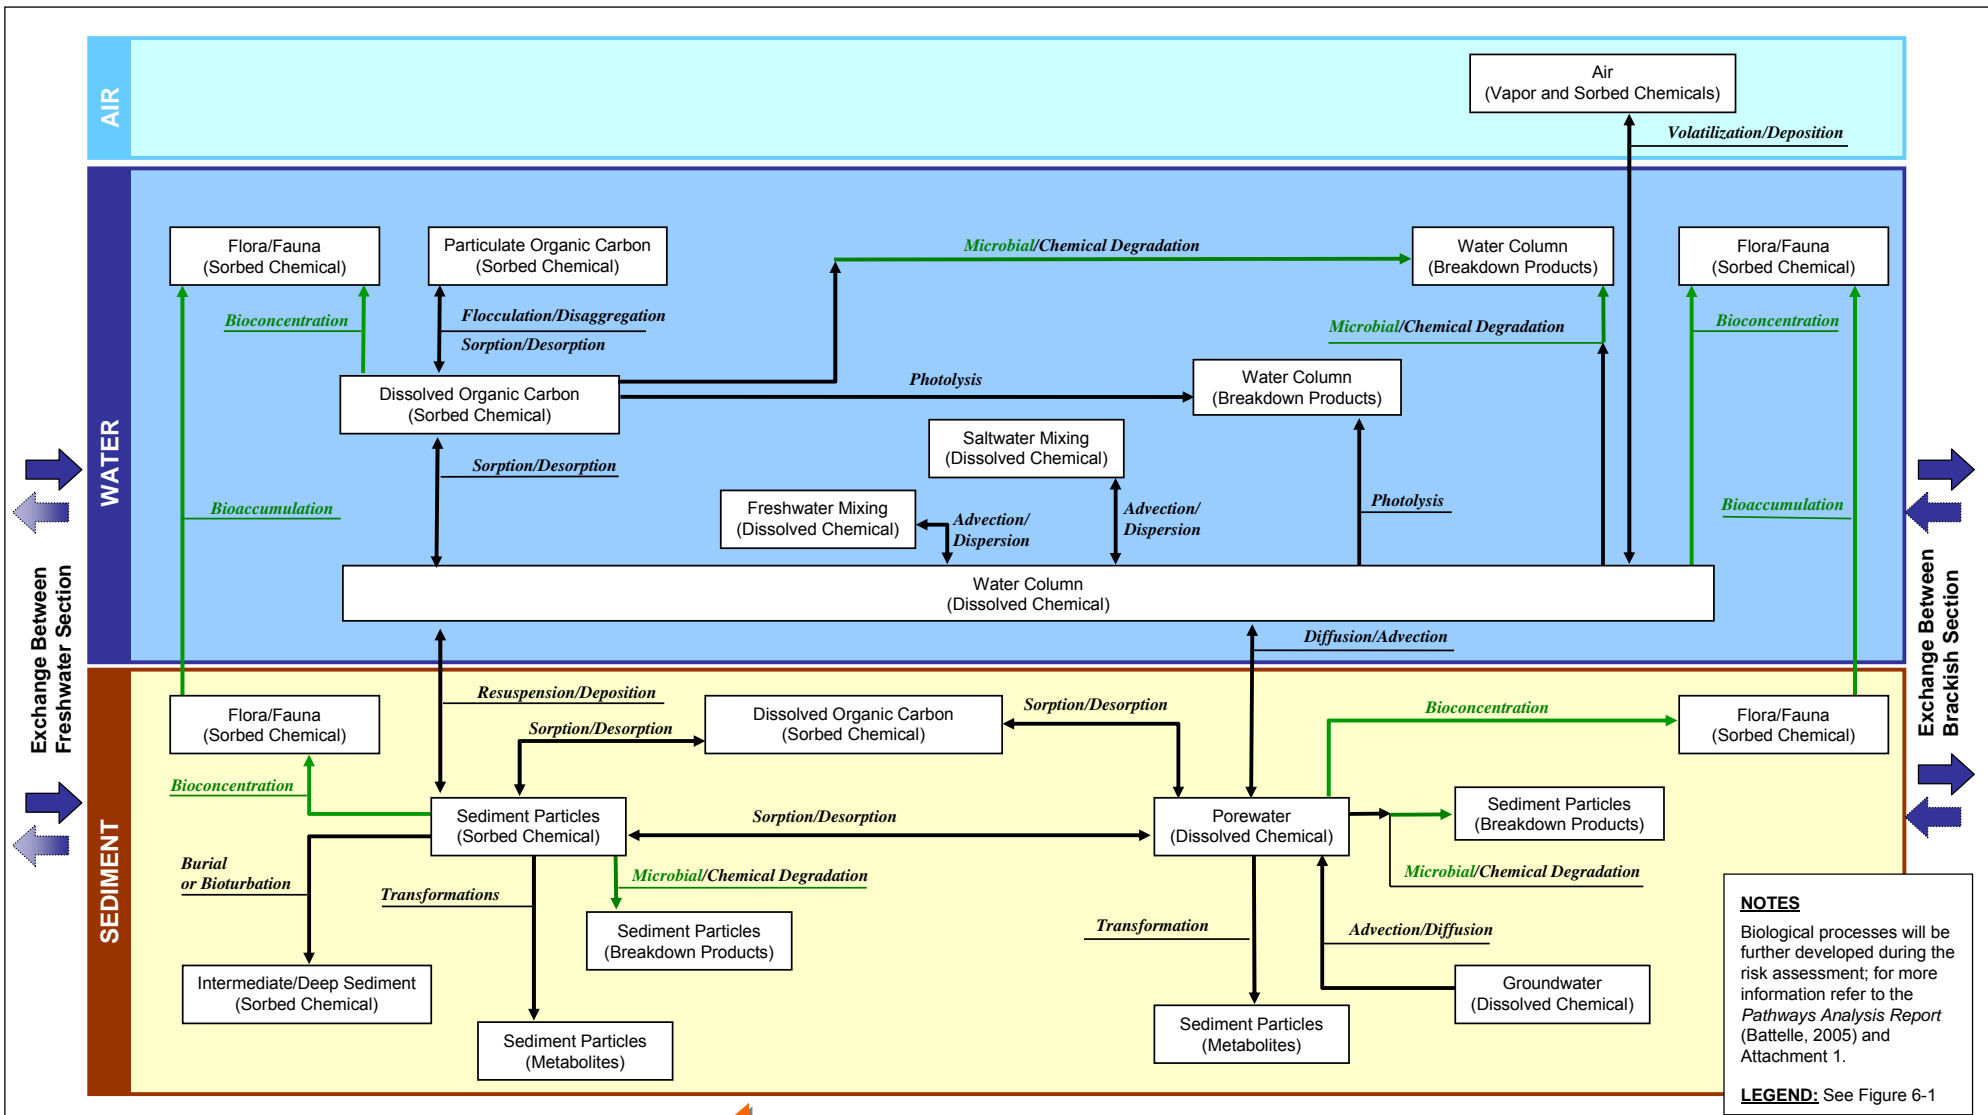 AIR
Air
(Vapor and Sorbed Chemicals)
Volatilization/Deposition
WATER
Flora/Fauna
(Sorbed Chemical)
Particulate Organic Carbon
(Sorbed Chemical)
Microbial/Chemical Degradation
Water Column
(Breakdown Products)
Flora/Fauna
(Sorbed Chemical)
Bioconcentration
Flocculation/Disaggregation
Sorption/Desorption
Microbial/Chemical Degradation
Bioconcentration
Dissolved Organic Carbon
(Sorbed Chemical)
Photolysis
Water Column
(Breakdown Products)
Saltwater Mixing
(Dissolved Chemical)
Sorption/Desorption
Bioaccumulation
Freshwater Mixing
(Dissolved Chemical)
Advection/
Dispersion
Advection/
Dispersion
Photolysis
Bioaccumulation
Water Column
(Dissolved Chemical)
Exchange Between
Freshwater Section
Exchange Between
Brackish Section
Diffusion/Advection
SEDIMENT
Flora/Fauna
(Sorbed Chemical)
Resuspension/Deposition
Sorption/Desorption
Dissolved Organic Carbon
(Sorbed Chemical)
Sorption/Desorption
Bioconcentration
Flora/Fauna
(Sorbed Chemical)
Bioconcentration
Sediment Particles
(Sorbed Chemical)
Sorption/Desorption
Porewater
(Dissolved Chemical)
Sediment Particles
(Breakdown Products)
Burial
or Bioturbation
Transformations
Microbial/Chemical Degradation
Microbial/Chemical Degradation
Sediment Particles
(Breakdown Products)
Transformation
Advection/Diffusion
Intermediate/Deep Sediment
(Sorbed Chemical)
Groundwater
(Dissolved Chemical)
Sediment Particles
(Metabolites)
Sediment Particles
(Metabolites)
NOTES
Biological processes will be
further developed during the
risk assessment; for more
information refer to the
Pathways Analysis Report
(Battelle, 2005) and
Attachment 1.
LEGEND: See Figure 6-1